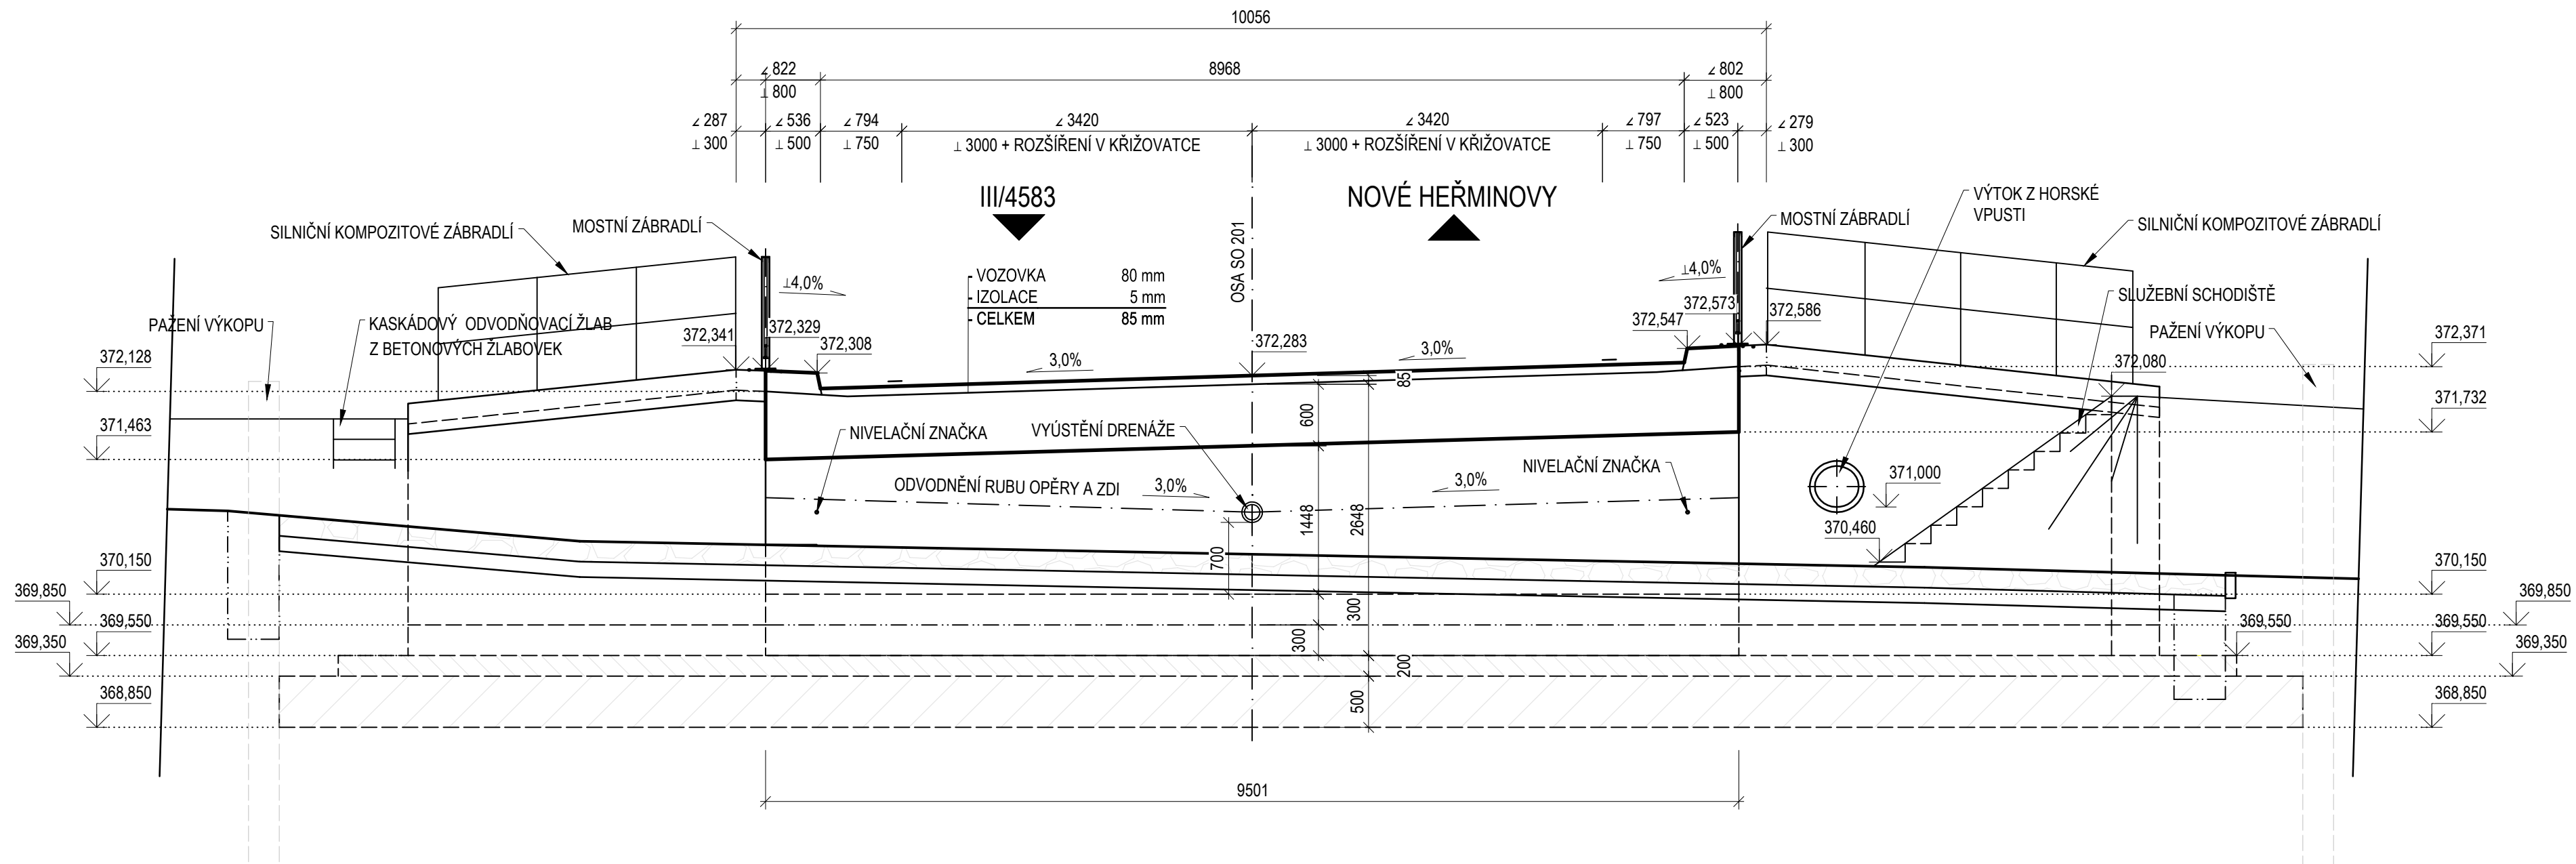 10056
∠ 822
8968
∠ 802
⊥ 800
⊥ 800
∠ 287
∠ 536
∠ 794
∠ 3420
∠ 3420
∠ 797
∠ 523
∠ 279
⊥ 300
⊥ 500
⊥ 750
⊥ 3000 + ROZŠÍŘENÍ V KŘIŽOVATCE
⊥ 3000 + ROZŠÍŘENÍ V KŘIŽOVATCE
⊥ 750
⊥ 500
⊥ 300
III/4583
NOVÉ HEŘMINOVY
VÝTOK Z HORSKÉ
VPUSTI
SILNIČNÍ KOMPOZITOVÉ ZÁBRADLÍ
MOSTNÍ ZÁBRADLÍ
OSA SO 201
MOSTNÍ ZÁBRADLÍ
SILNIČNÍ KOMPOZITOVÉ ZÁBRADLÍ
⊥4,0%
VOZOVKA 80 mm
IZOLACE 5 mm
CELKEM 85 mm
⊥4,0%
SLUŽEBNÍ SCHODIŠTĚ
PAŽENÍ VÝKOPU
KASKÁDOVÝ ODVODŇOVACÍ ŽLAB
Z BETONOVÝCH ŽLABOVEK
372,341
372,329
372,308
372,283
372,547
372,573
372,586
PAŽENÍ VÝKOPU
372,128
3,0%
3,0%
372,080
372,371
85
371,463
600
371,732
NIVELAČNÍ ZNAČKA
VYÚSTĚNÍ DRENÁŽE
NIVELAČNÍ ZNAČKA
371,000
ODVODNĚNÍ RUBU OPĚRY A ZDI
3,0%
3,0%
1448
2648
700
370,460
370,150
370,150
369,850
369,850
300
300
369,550
369,550
369,550
369,350
369,350
200
500
368,850
368,850
9501